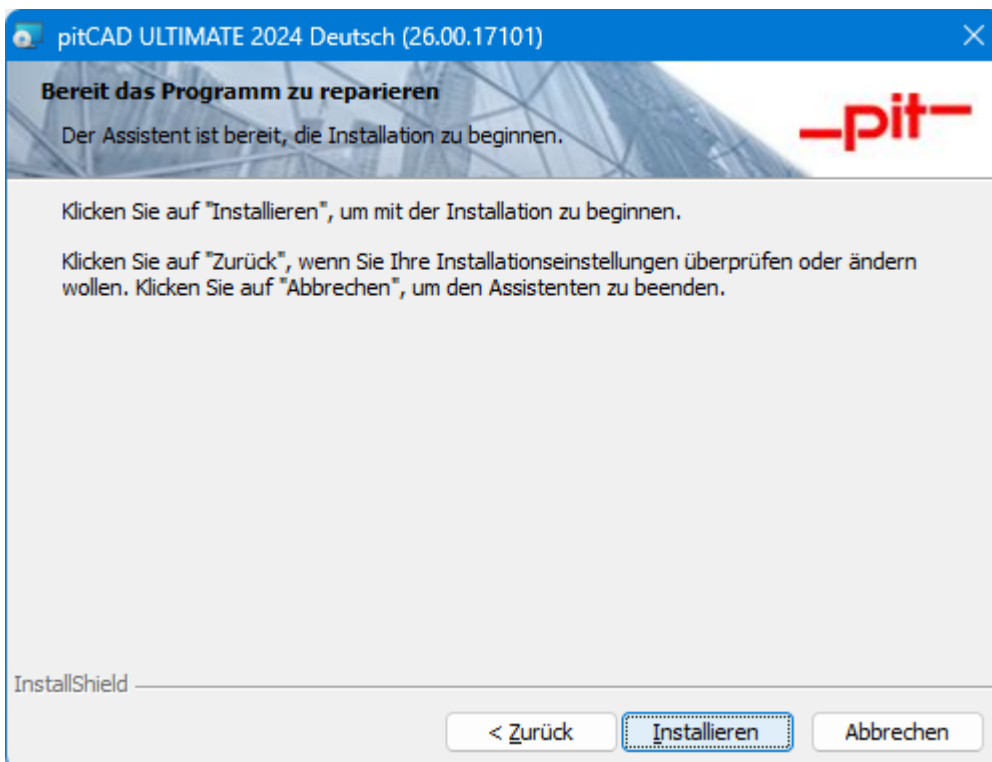 pitCAD ULTIMATE 2024 Deutsch (26.00.17101)
Bereit das Programm zu reparieren
Der Assistent ist bereit, die Installation zu beginnen.
pit
Klicken Sie auf "Installieren", um mit der Installation zu beginnen.
Klicken Sie auf "Zurück", wenn Sie Ihre Installationseinstellungen überprüfen oder ändern
wollen. Klicken Sie auf "Abbrechen", um den Assistenten zu beenden.
InstallShield
< Zurück Installieren Abbrechen